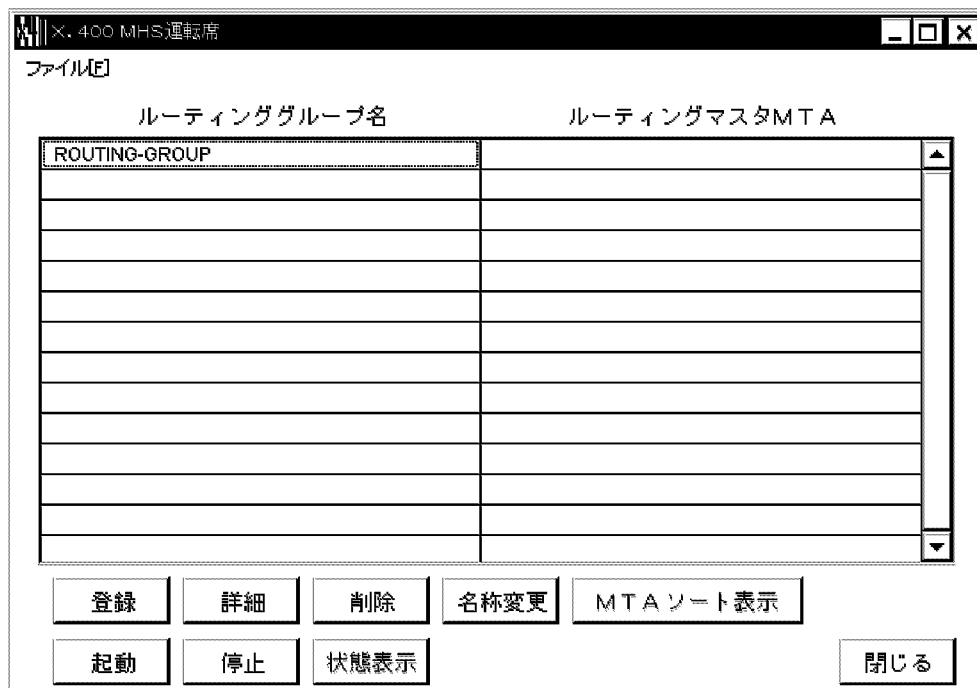 X. 400 MHS運転席
ファイル[F]
ルーティンググループ名 ルーティングマスタMTA
ROUTING-GROUP
登録 詳細 削除 名称変更 MTAソート表示
起動 停止 状態表示 閉じる